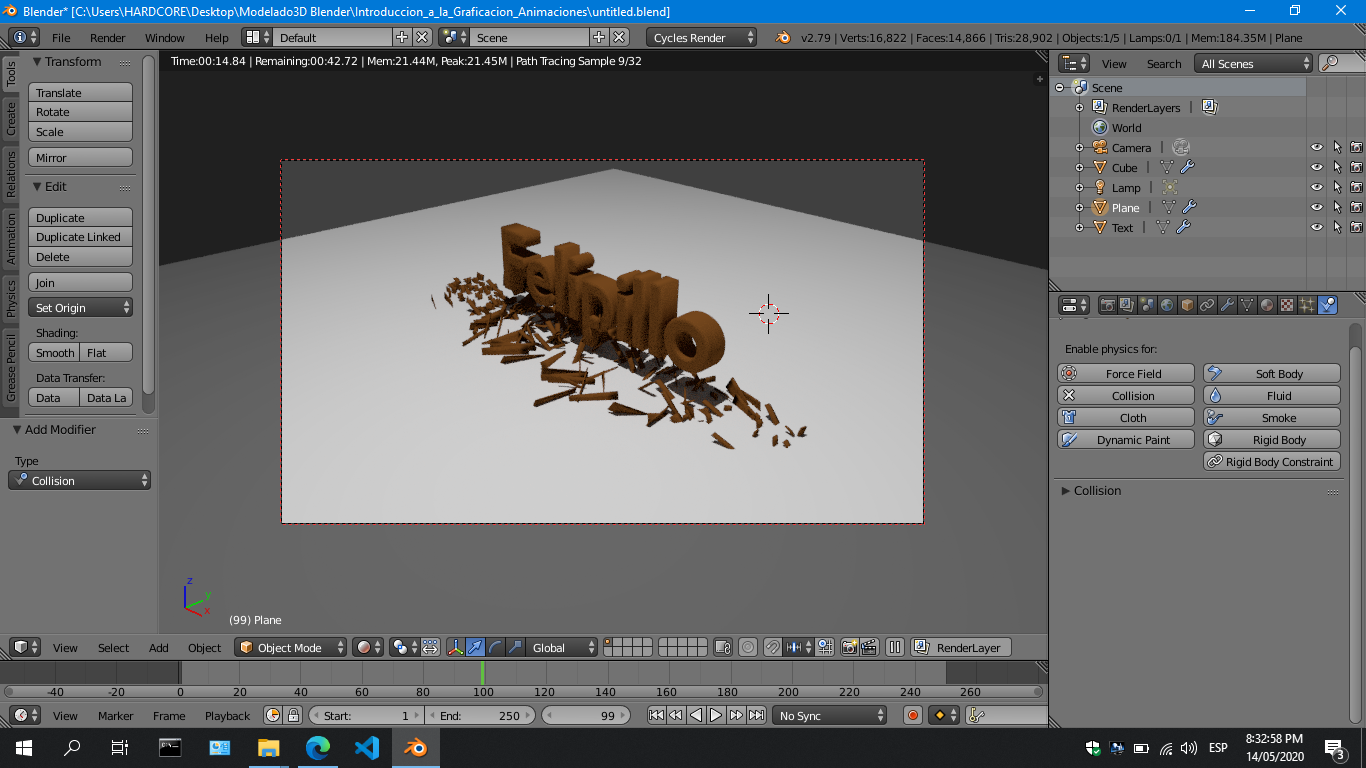 Blender* [C:\Users\HARDCORE\Desktop\Modelado3D Blender\Introduccion_a_la_Graficacion_Animaciones\untitled.blend]
File Render Window Help Default Scene Cycles Render v2.79 | Verts:16,822 | Faces:14,866 | Tris:28,902 | Objects:1/5 | Lamps:0/1 | Mem:184.35M | Plane
Time:00:14.84 | Remaining:00:42.72 | Mem:21.44M, Peak:21.45M | Path Tracing Sample 9/32
Tools
Create
Relations
Animation
Physics
Grease Pencil
Transform
Translate
Rotate
Scale
Mirror
Edit
Duplicate
Duplicate Linked
Delete
Join
Set Origin
Shading:
Smooth Flat
Data Transfer:
Data Data La
Add Modifier
Type
Collision
Felipillo
z
y
x
(99) Plane
View Search All Scenes
Scene
RenderLayers |
World
Camera |
Cube |
Lamp |
Plane |
Text |
Enable physics for:
Force Field Soft Body
Collision Fluid
Cloth Smoke
Dynamic Paint Rigid Body
Rigid Body Constraint
Collision
View Select Add Object Object Mode Global RenderLayer
-40 -20 0 20 40 60 80 100 120 140 160 180 200 220 240 260
View Marker Frame Playback Start: 1 End: 250 99 No Sync
ESP
8:32:58 PM
14/05/2020
3